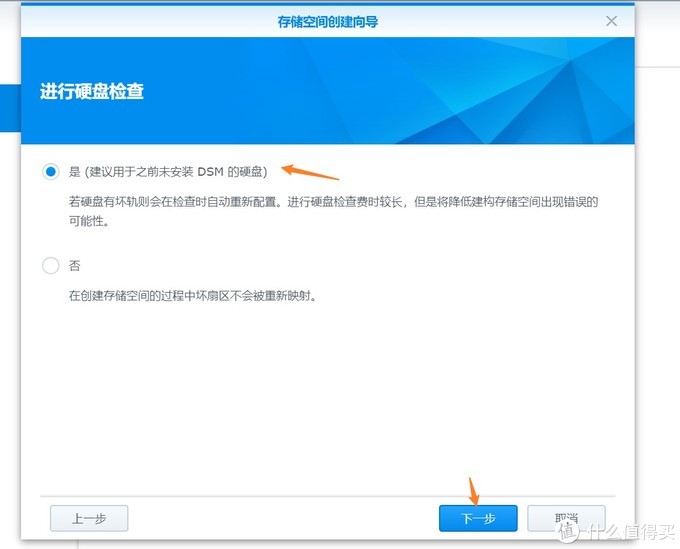 存储空间创建向导
进行硬盘检查
是 (建议用于之前未安装 DSM 的硬盘)
若硬盘有坏轨则会在检查时自动重新配置。进行硬盘检查费时较长，但是将降低建构存储空间出现错误的
可能性。
否
在创建存储空间的过程中坏扇区不会被重新映射。
上一步
下一步
取消
值 什么值得买